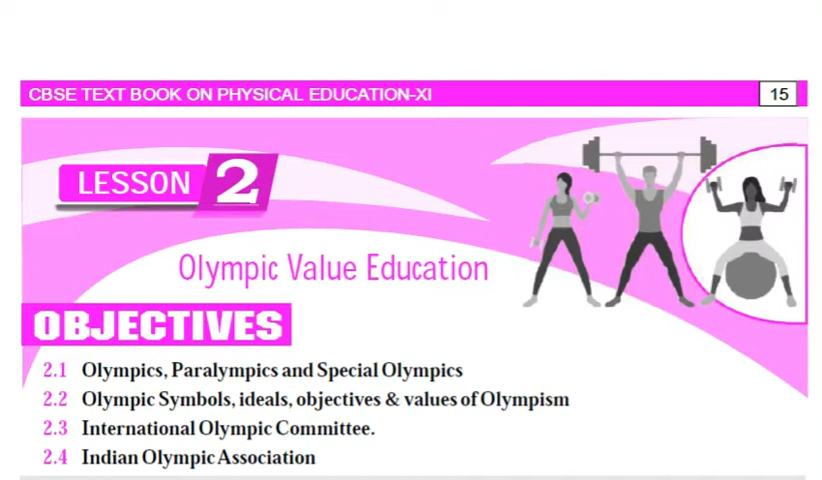 CBSE TEXT BOOK ON PHYSICAL EDUCATION-XI 15
LESSON 2
Olympic Value Education
OBJECTIVES
2.1 Olympics, Paralympics and Special Olympics
2.2 Olympic Symbols, ideals, objectives & values of Olympism
2.3 International Olympic Committee.
2.4 Indian Olympic Association